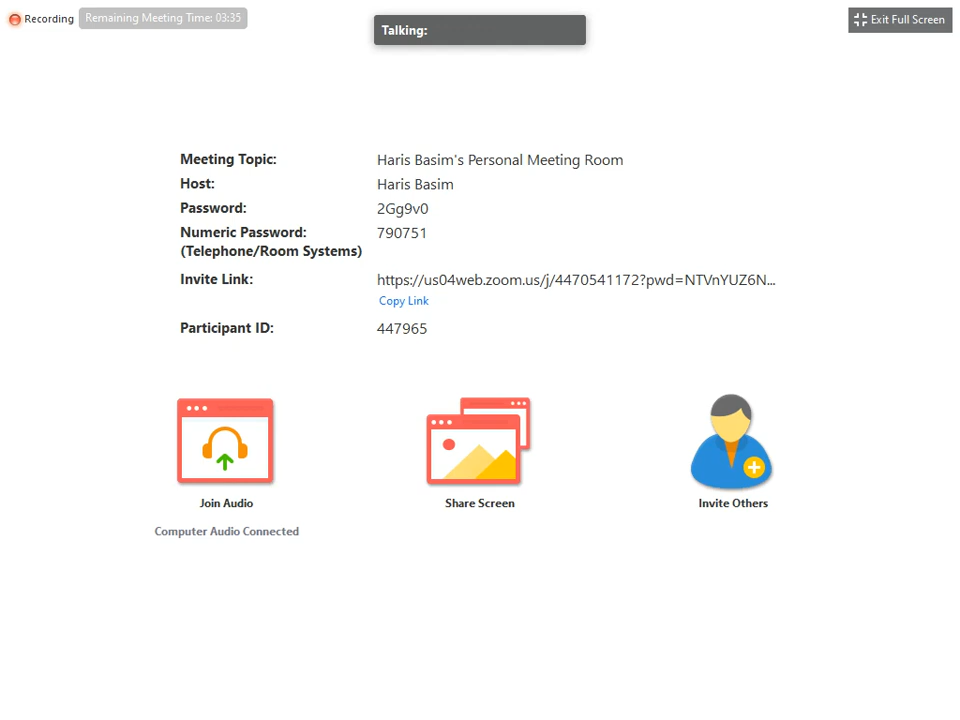 Recording
Remaining Meeting Time: 03:35
Talking:
Exit Full Screen
Meeting Topic: Haris Basim's Personal Meeting Room
Host: Haris Basim
Password: 2Gg9v0
Numeric Password: 790751
(Telephone/Room Systems)
Invite Link: https://us04web.zoom.us/j/4470541172?pwd=NTVnYUZ6N...
Copy Link
Participant ID: 447965
Join Audio
Share Screen
Invite Others
Computer Audio Connected